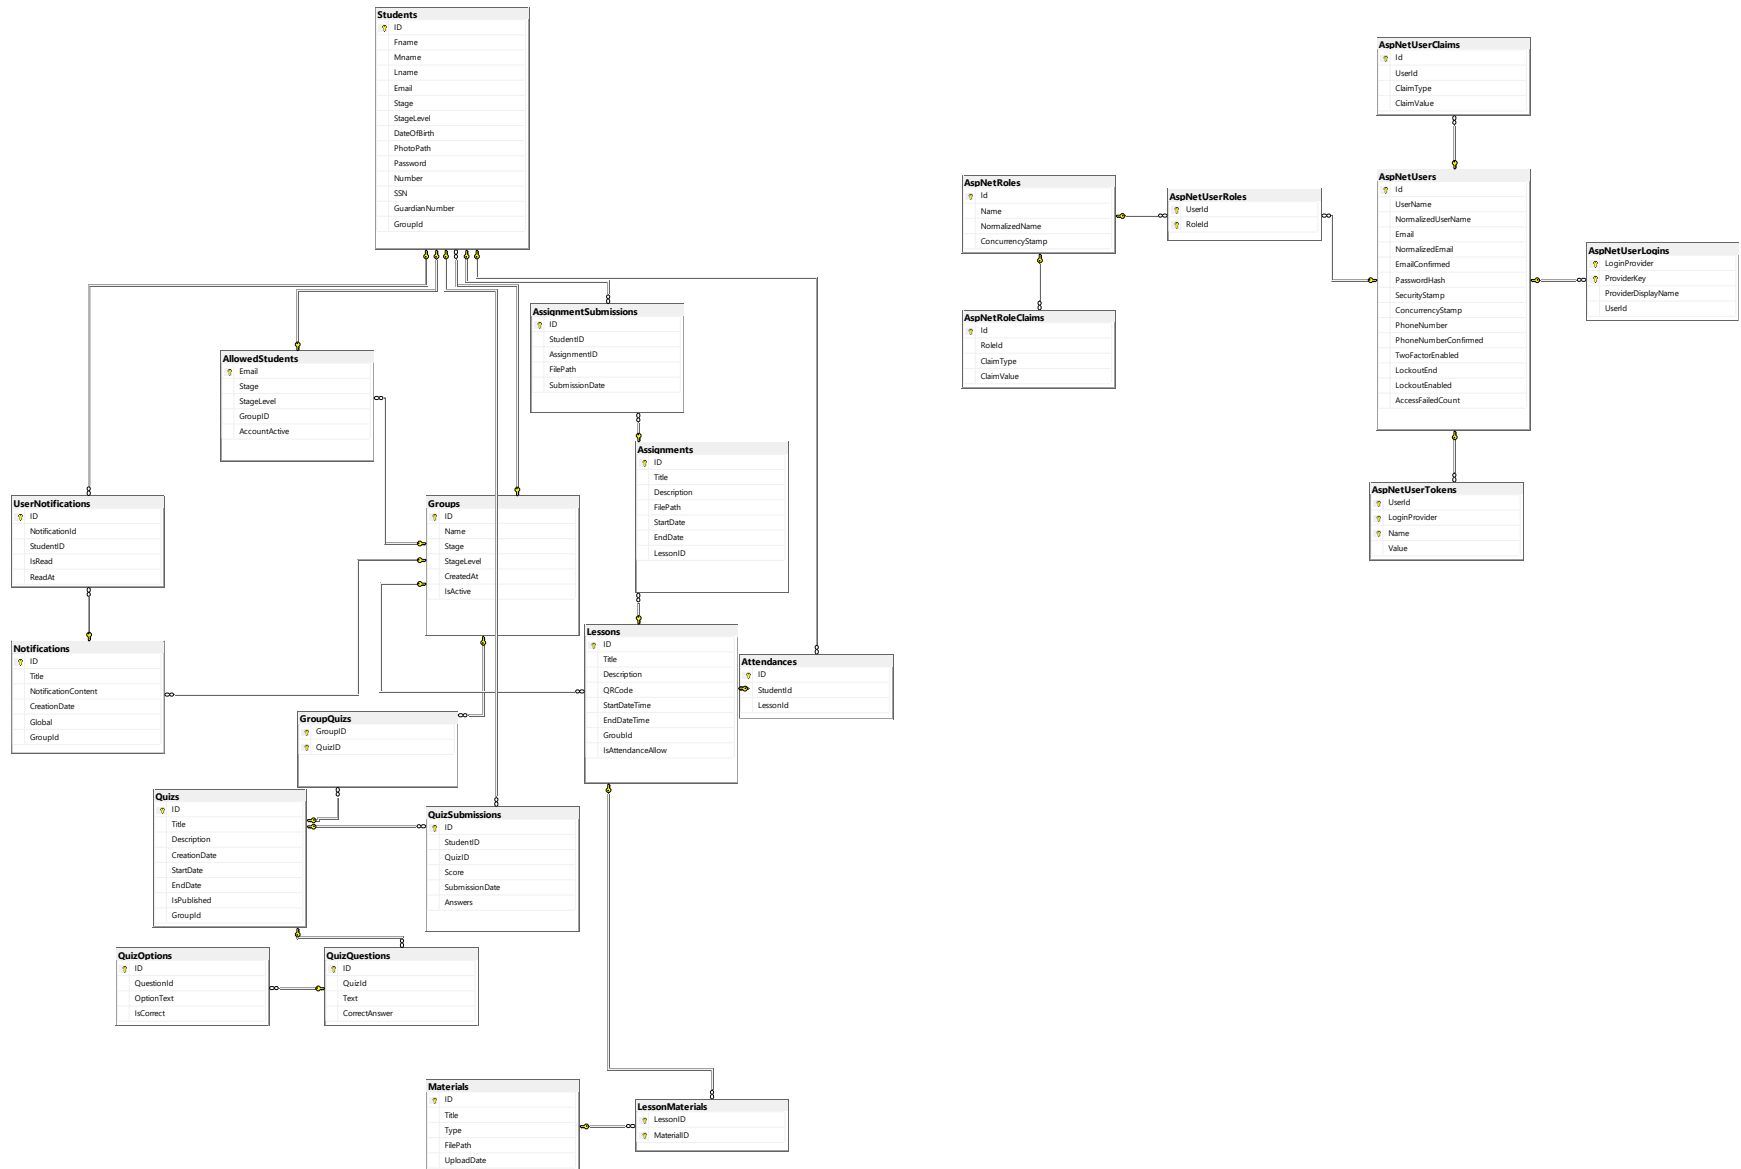 Students
ID
Fname
Mname
Lname
Email
Stage
StageLevel
DateOfBirth
PhotoPath
Password
Number
SSN
GuardianNumber
GroupId
AspNetUserClaims
Id
UserId
ClaimType
ClaimValue
AspNetRoles
Id
Name
NormalizedName
ConcurrencyStamp
AspNetUserRoles
UserId
RoleId
AspNetUsers
Id
UserName
NormalizedUserName
Email
NormalizedEmail
EmailConfirmed
PasswordHash
SecurityStamp
ConcurrencyStamp
PhoneNumber
PhoneNumberConfirmed
TwoFactorEnabled
LockoutEnd
LockoutEnabled
AccessFailedCount
AspNetUserLogins
LoginProvider
ProviderKey
ProviderDisplayName
UserId
AspNetRoleClaims
Id
RoleId
ClaimType
ClaimValue
AspNetUserTokens
UserId
LoginProvider
Name
Value
AssignmentSubmissions
ID
StudentID
AssignmentID
FilePath
SubmissionDate
AllowedStudents
Email
Stage
StageLevel
GroupID
AccountActive
Assignments
ID
Title
Description
FilePath
StartDate
EndDate
LessonID
UserNotifications
ID
NotificationId
StudentID
IsRead
ReadAt
Groups
ID
Name
Stage
StageLevel
CreatedAt
IsActive
Notifications
ID
Title
NotificationContent
CreationDate
Global
GroupId
Lessons
ID
Title
Description
QRCode
StartDateTime
EndDateTime
GroubId
IsAttendanceAllow
Attendances
ID
StudentId
LessonId
GroupQuizs
GroupID
QuizID
Quizs
ID
Title
Description
CreationDate
StartDate
EndDate
IsPublished
GroupId
QuizSubmissions
ID
StudentID
QuizID
Score
SubmissionDate
Answers
QuizOptions
ID
QuestionId
OptionText
IsCorrect
QuizQuestions
ID
QuizId
Text
CorrectAnswer
Materials
ID
Title
Type
FilePath
UploadDate
LessonMaterials
LessonID
MaterialID